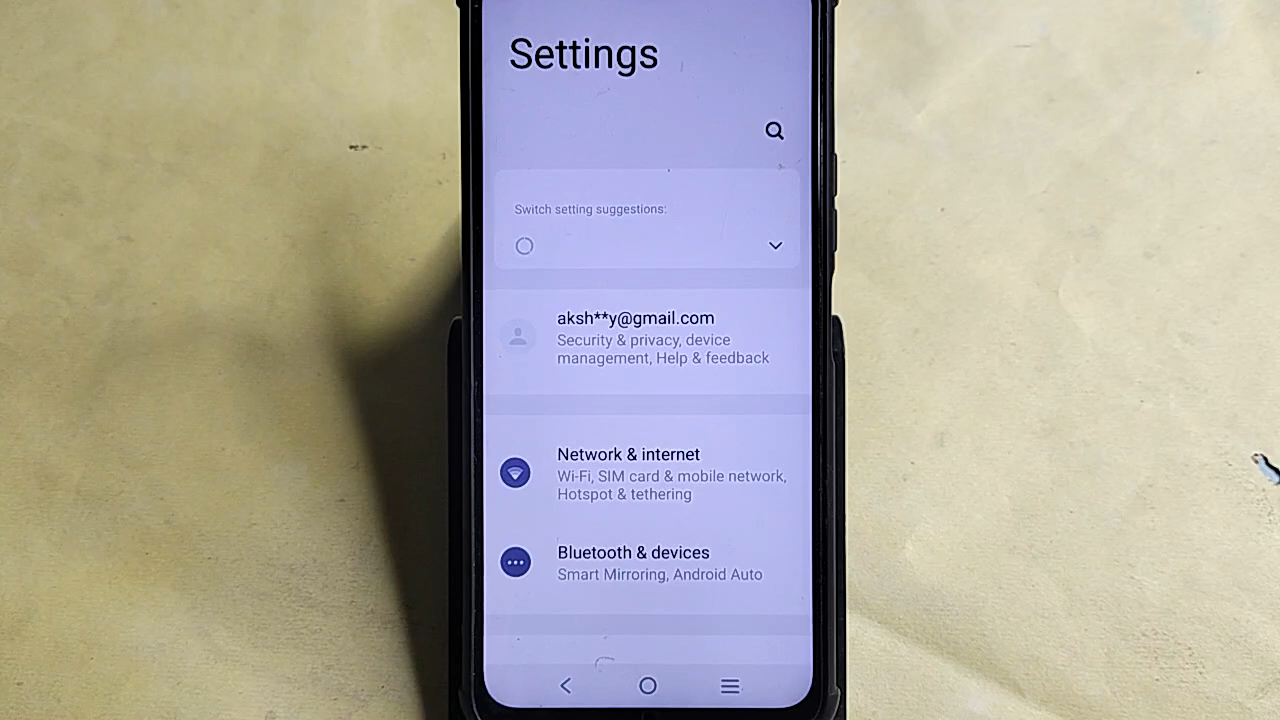 Settings
Switch setting suggestions:
aksh**y@gmail.com
Security & privacy, device
management, Help & feedback
Network & internet
Wi-Fi, SIM card & mobile network,
Hotspot & tethering
Bluetooth & devices
Smart Mirroring, Android Auto